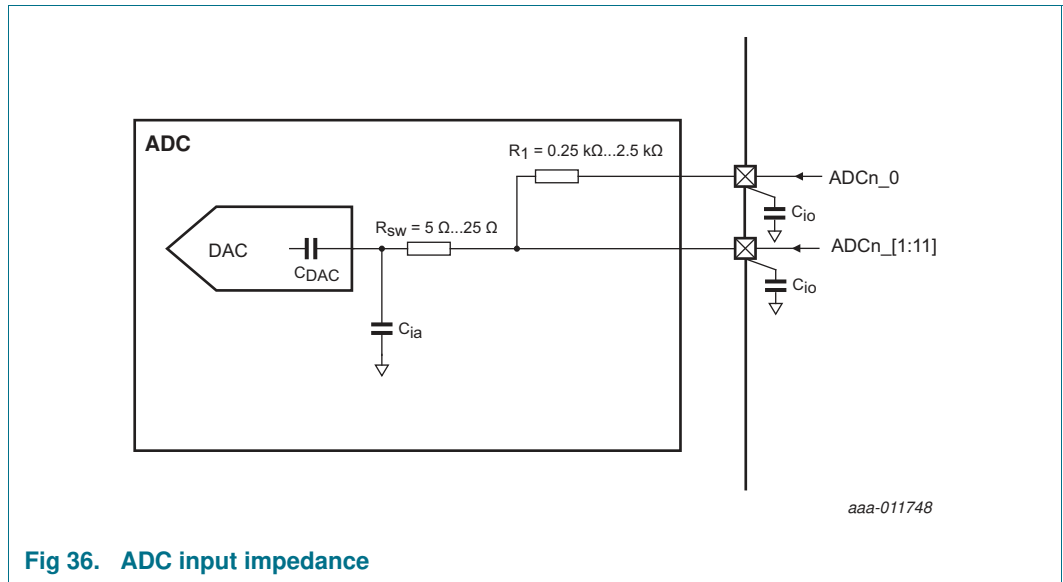 ADC
R1 = 0.25 kΩ...2.5 kΩ
ADCn_0
Cio
Rsw = 5 Ω...25 Ω
DAC
CDAC
ADCn_[1:11]
Cio
Cia
aaa-011748
Fig 36. ADC input impedance